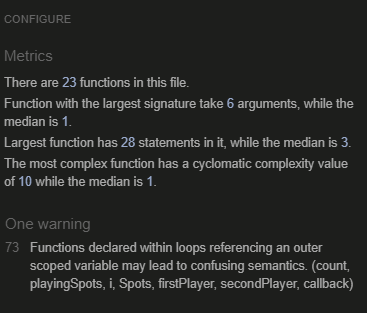 CONFIGURE
Metrics
There are 23 functions in this file.
Function with the largest signature take 6 arguments, while the
median is 1.
Largest function has 28 statements in it, while the median is 3.
The most complex function has a cyclomatic complexity value
of 10 while the median is 1.
One warning
73 Functions declared within loops referencing an outer
scoped variable may lead to confusing semantics. (count,
playingSpots, i, Spots, firstPlayer, secondPlayer, callback)